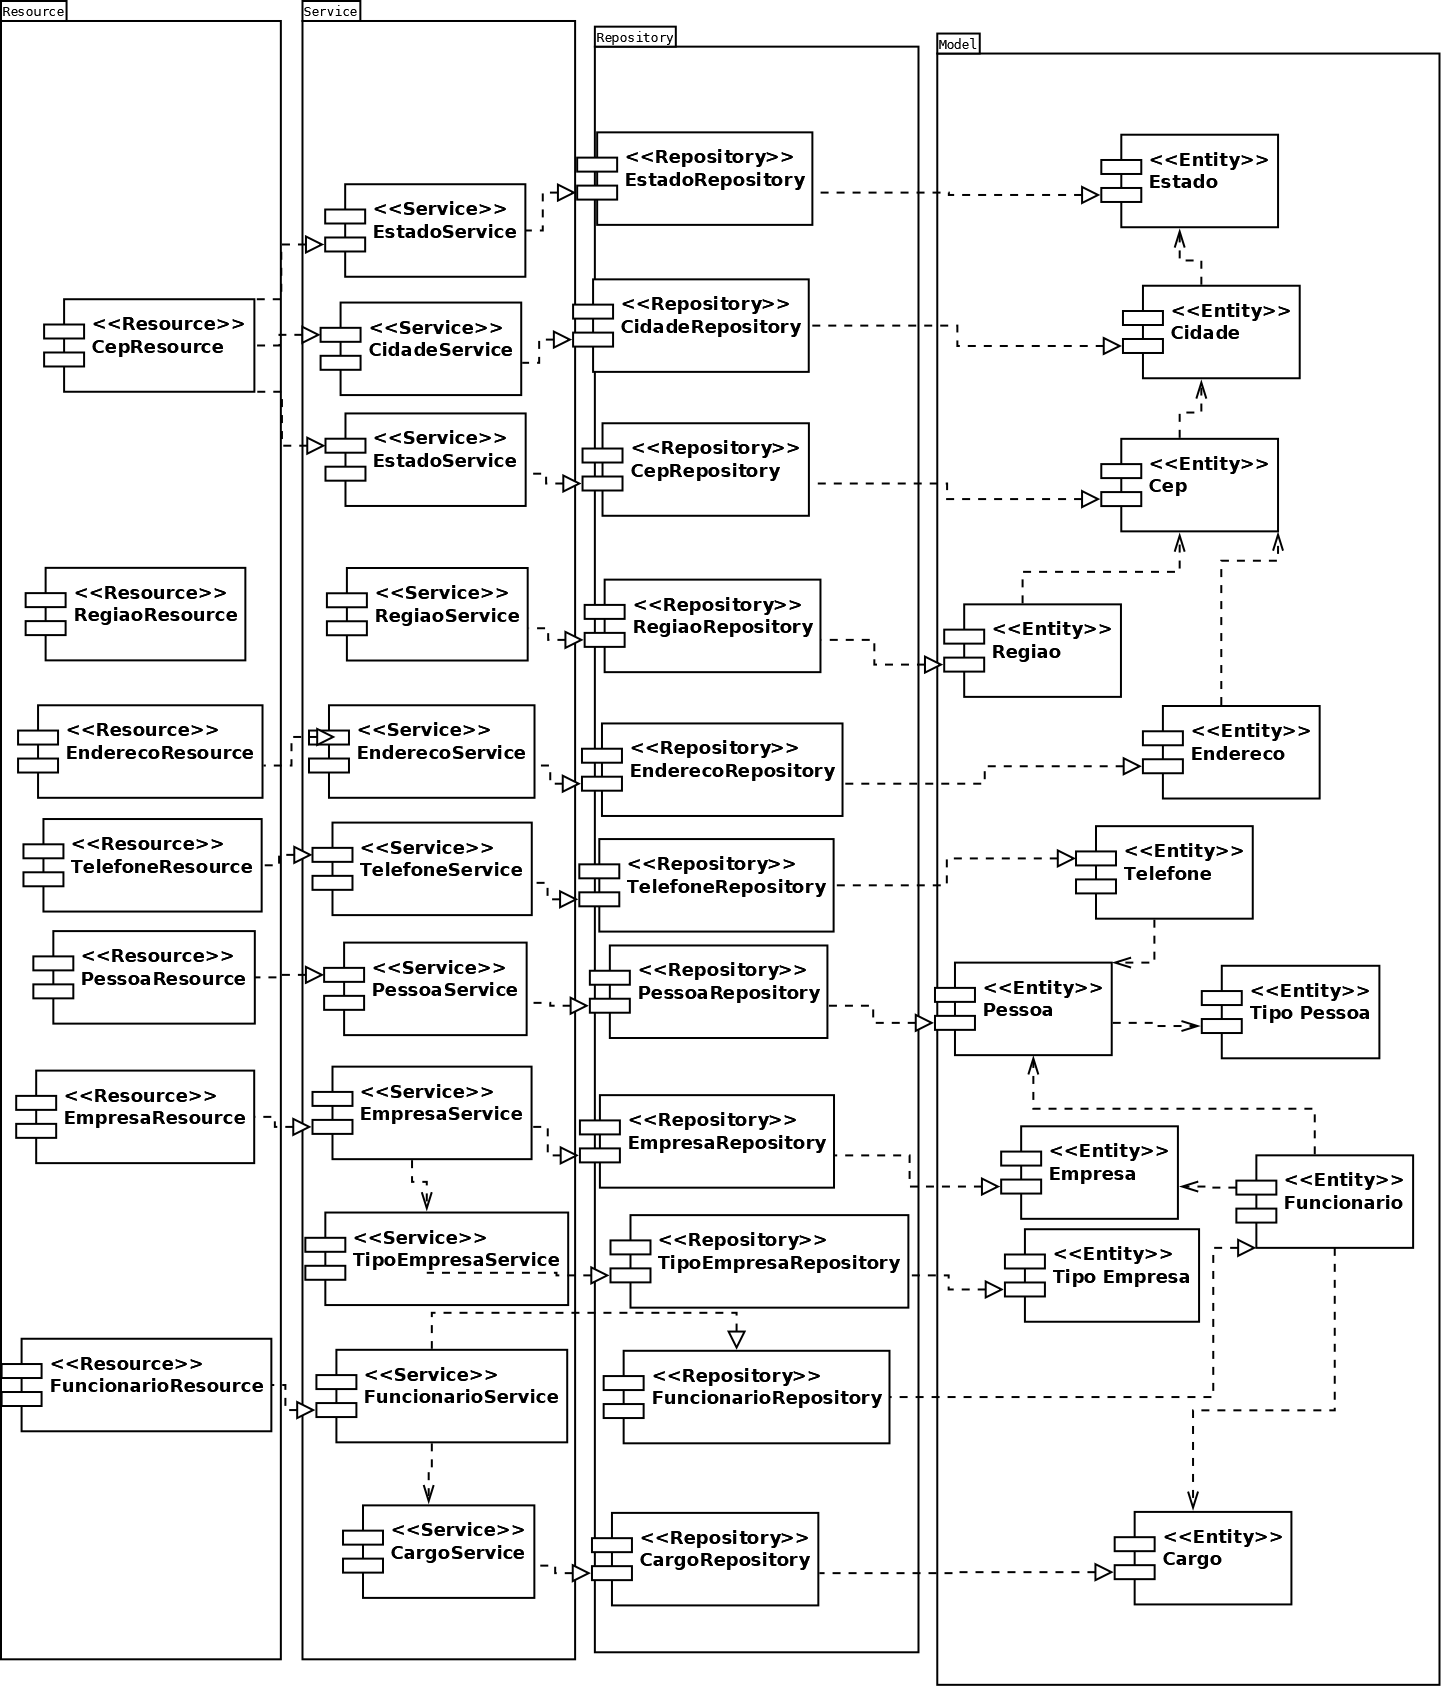 Resource
Service
Repository
Model
<<Resource>>
CepResource
<<Resource>>
RegiaoResource
<<Resource>>
EnderecoResource
<<Resource>>
TelefoneResource
<<Resource>>
PessoaResource
<<Resource>>
EmpresaResource
<<Resource>>
FuncionarioResource
<<Service>>
EstadoService
<<Service>>
CidadeService
<<Service>>
EstadoService
<<Service>>
RegiaoService
<<Service>>
EnderecoService
<<Service>>
TelefoneService
<<Service>>
PessoaService
<<Service>>
EmpresaService
<<Service>>
TipoEmpresaService
<<Service>>
FuncionarioService
<<Service>>
CargoService
<<Repository>>
EstadoRepository
<<Repository>>
CidadeRepository
<<Repository>>
CepRepository
<<Repository>>
RegiaoRepository
<<Repository>>
EnderecoRepository
<<Repository>>
TelefoneRepository
<<Repository>>
PessoaRepository
<<Repository>>
EmpresaRepository
<<Repository>>
TipoEmpresaRepository
<<Repository>>
FuncionarioRepository
<<Repository>>
CargoRepository
<<Entity>>
Estado
<<Entity>>
Cidade
<<Entity>>
Cep
<<Entity>>
Regiao
<<Entity>>
Endereco
<<Entity>>
Telefone
<<Entity>>
Pessoa
<<Entity>>
Tipo Pessoa
<<Entity>>
Empresa
<<Entity>>
Funcionario
<<Entity>>
Tipo Empresa
<<Entity>>
Cargo